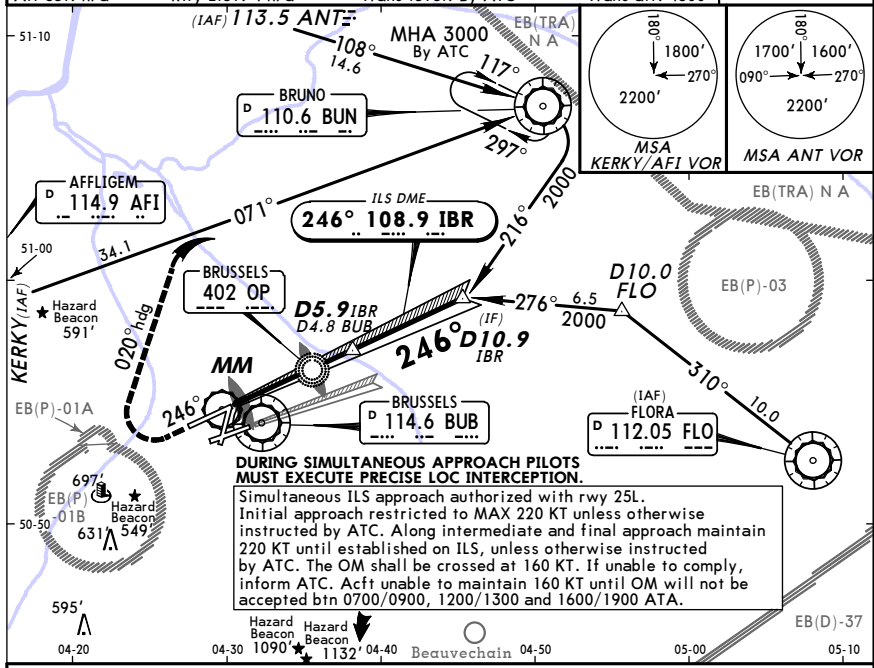 (IAF) 113.5 ANT
EB(TRA)
N A
51-10
108°
14.6
MHA 3000
By ATC
117°
180°
1800'
270°
2200'
MSA
KERKY/AFI VOR
180°
1700' 1600'
090° 270°
2200'
MSA ANT VOR
BRUNO
D 110.6 BUN
297°
AFFLIGEM
D 114.9 AFI
071°
ILS DME
246° 108.9 IBR
216°
2000
EB(TRA) N A
51-00
34.1
BRUSSELS
402 OP
D10.0
FLO
EB(P)-03
KERKY (IAF)
Hazard
Beacon
591'
020° hdg
D5.9 IBR
D4.8 BUB
276° 6.5
2000
(IF)
246° D10.9
IBR
MM
310°
10.0
EB(P)-01A
246°
BRUSSELS
D 114.6 BUB
(IAF)
FLORA
D 112.05 FLO
DURING SIMULTANEOUS APPROACH PILOTS
MUST EXECUTE PRECISE LOC INTERCEPTION.
697'
EB(P)
-01B
Hazard
Beacon
549'
631'
50-50
Simultaneous ILS approach authorized with rwy 25L.
Initial approach restricted to MAX 220 KT unless otherwise
instructed by ATC. Along intermediate and final approach maintain
220 KT until established on ILS, unless otherwise instructed
by ATC. The OM shall be crossed at 160 KT. If unable to comply,
inform ATC. Acft unable to maintain 160 KT until OM will not be
accepted btn 0700/0900, 1200/1300 and 1600/1900 ATA.
595'
Hazard
Beacon
1090'
Hazard
Beacon
1132'
Beauvechain
EB(D)-37
04-20 04-30 04-40 04-50 05-00 05-10